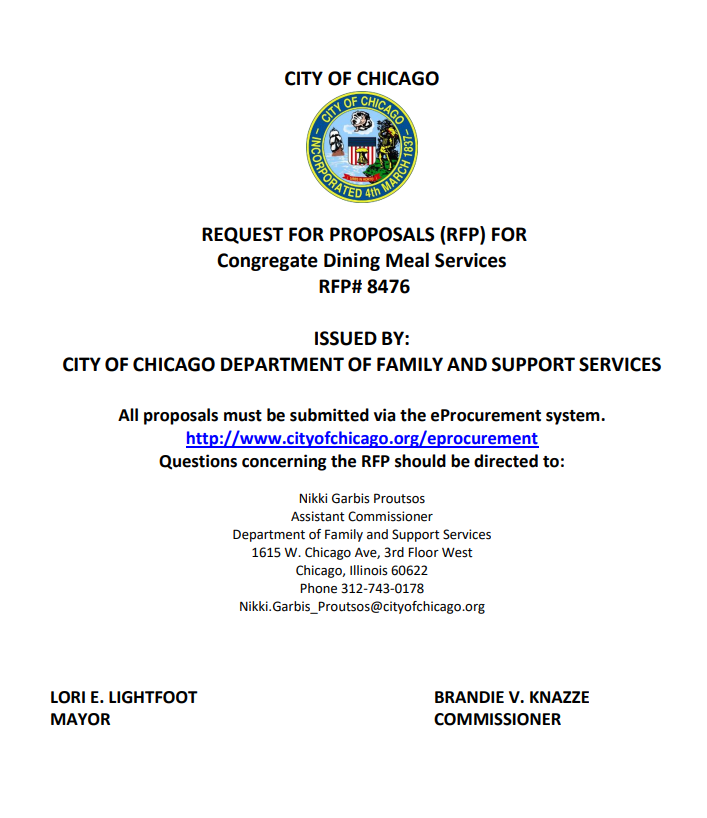 CITY OF CHICAGO
CITY OF CHICAGO
INCORPORATED 4th MARCH 1837
REQUEST FOR PROPOSALS (RFP) FOR
Congregate Dining Meal Services
RFP# 8476
ISSUED BY:
CITY OF CHICAGO DEPARTMENT OF FAMILY AND SUPPORT SERVICES
All proposals must be submitted via the eProcurement system.
http://www.cityofchicago.org/eprocurement
Questions concerning the RFP should be directed to:
Nikki Garbis Proutsos
Assistant Commissioner
Department of Family and Support Services
1615 W. Chicago Ave, 3rd Floor West
Chicago, Illinois 60622
Phone 312-743-0178
Nikki.Garbis_Proutsos@cityofchicago.org
LORI E. LIGHTFOOT BRANDIE V. KNAZZE
MAYOR COMMISSIONER